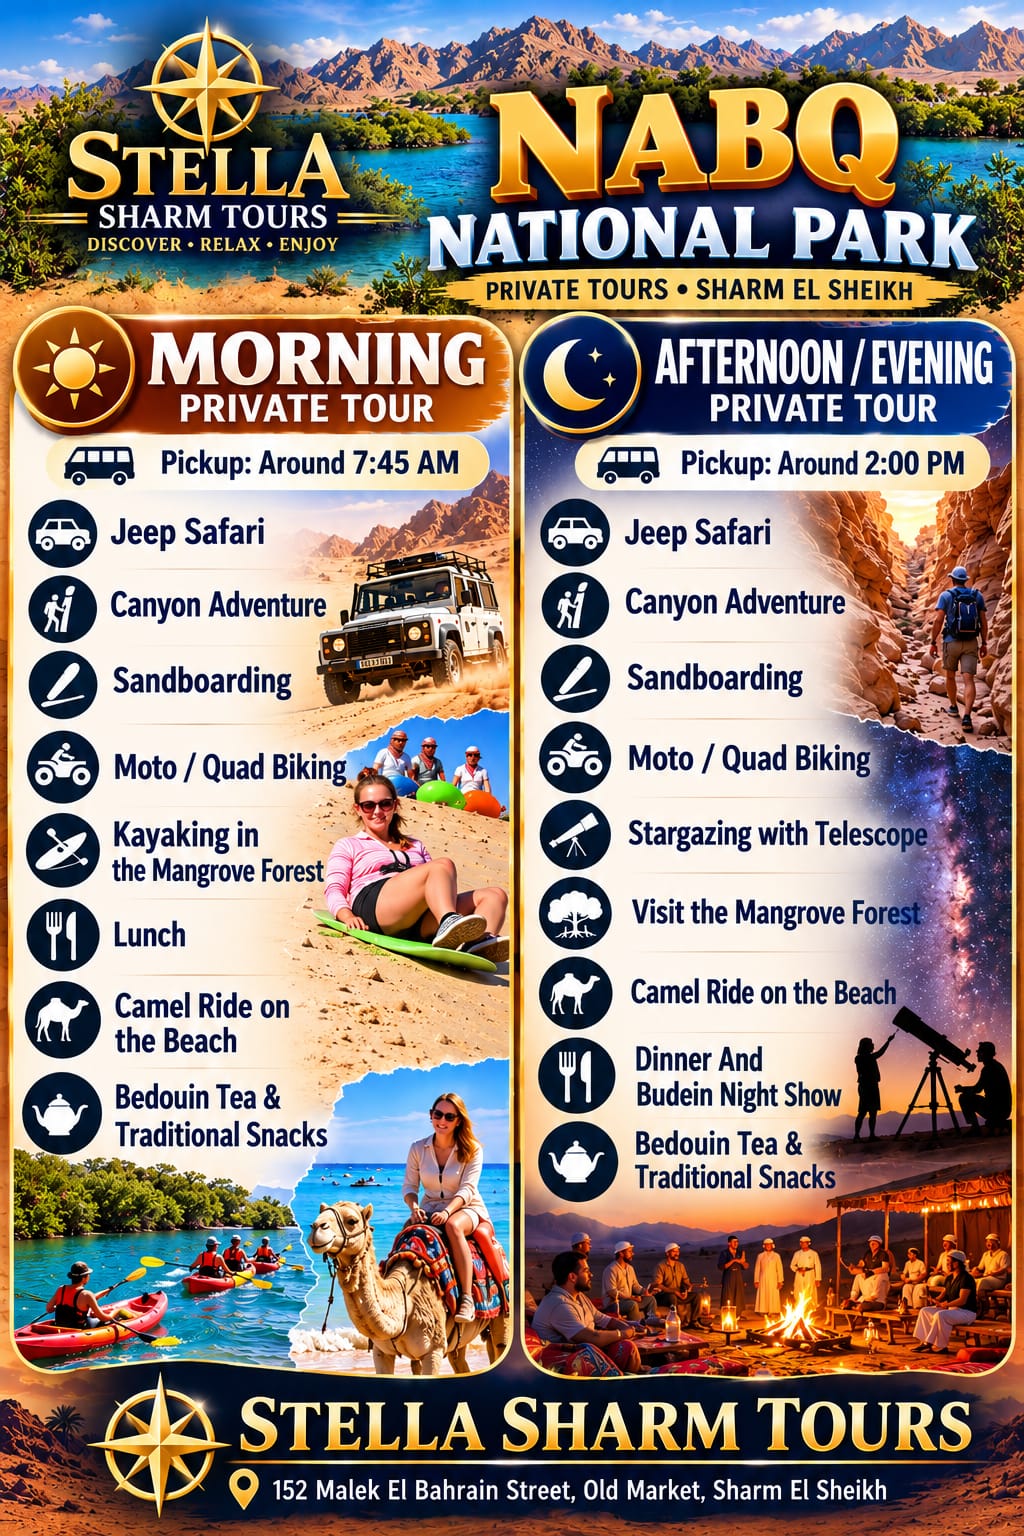 STELLA
SHARM TOURS
DISCOVER • RELAX • ENJOY
NABQ
NATIONAL PARK
PRIVATE TOURS • SHARM EL SHEIKH
MORNING
PRIVATE TOUR
Pickup: Around 7:45 AM
Jeep Safari
Canyon Adventure
Sandboarding
Moto / Quad Biking
Kayaking in
the Mangrove Forest
Lunch
Camel Ride on
the Beach
Bedouin Tea &
Traditional Snacks
AFTERNOON / EVENING
PRIVATE TOUR
Pickup: Around 2:00 PM
Jeep Safari
Canyon Adventure
Sandboarding
Moto / Quad Biking
Stargazing with Telescope
Visit the Mangrove Forest
Camel Ride on the Beach
Dinner And
Budein Night Show
Bedouin Tea &
Traditional Snacks
STELLA SHARM TOURS
152 Malek El Bahrain Street, Old Market, Sharm El Sheikh